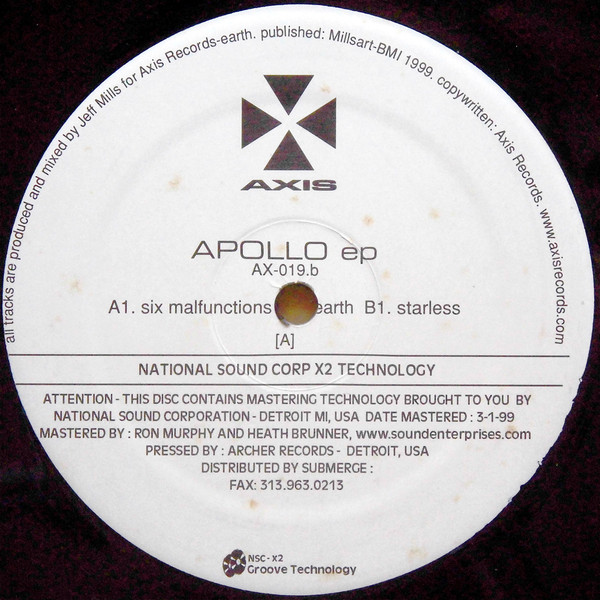 all tracks are produced and mixed by Jeff Mills for Axis Records-earth. published: Millsart-BMI 1999. copywritten: Axis Records. www.axisrecords.com
AXIS
APOLLO ep
AX-019.b
A1. six malfunctions earth B1. starless
[A]
NATIONAL SOUND CORP X2 TECHNOLOGY
ATTENTION - THIS DISC CONTAINS MASTERING TECHNOLOGY BROUGHT TO YOU BY
NATIONAL SOUND CORPORATION - DETROIT MI, USA DATE MASTERED : 3-1-99
MASTERED BY : RON MURPHY AND HEATH BRUNNER, www.soundenterprises.com
PRESSED BY : ARCHER RECORDS - DETROIT, USA
DISTRIBUTED BY SUBMERGE :
FAX: 313.963.0213
NSC - X2
Groove Technology